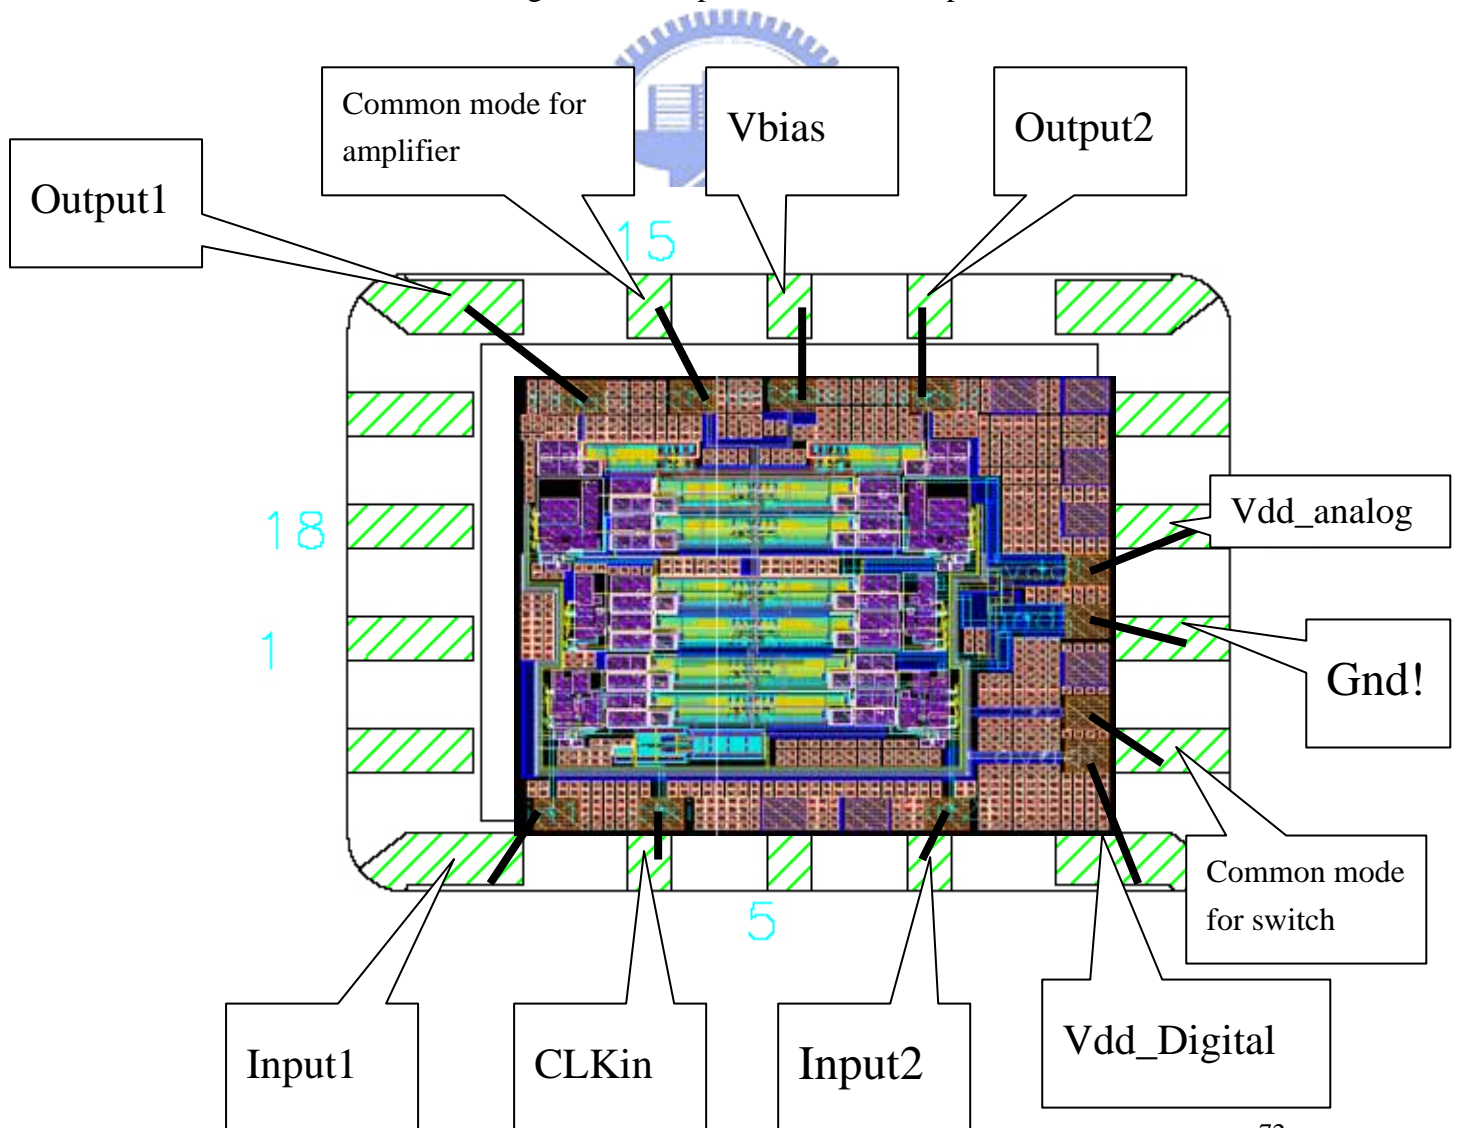 Common mode for
amplifier
Vbias
Output2
Output1
15
Vdd_analog
18
1
Gnd!
Common mode
for switch
5
Input1
CLKin
Input2
Vdd_Digital